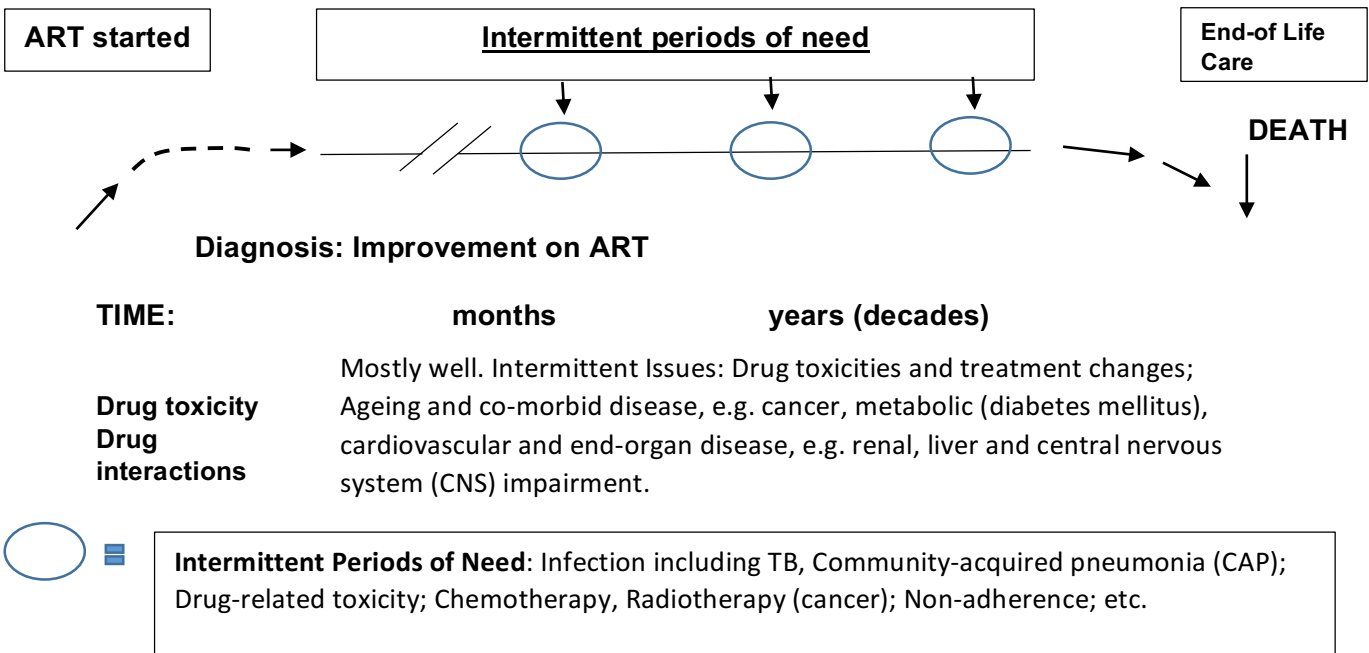 ART started
Intermittent periods of need
End-of Life
Care
DEATH
Diagnosis: Improvement on ART
TIME: months years (decades)
Drug toxicity
Drug
interactions
Mostly well. Intermittent Issues: Drug toxicities and treatment changes;
Ageing and co-morbid disease, e.g. cancer, metabolic (diabetes mellitus),
cardiovascular and end-organ disease, e.g. renal, liver and central nervous
system (CNS) impairment.
Intermittent Periods of Need: Infection including TB, Community-acquired pneumonia (CAP);
Drug-related toxicity; Chemotherapy, Radiotherapy (cancer); Non-adherence; etc.